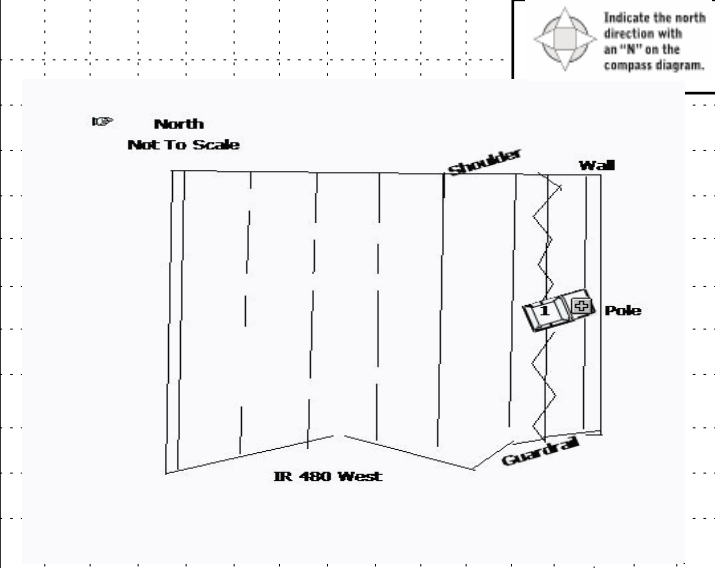 Indicate the north
direction with
an “N” on the
compass diagram.
North
Not To Scale
Shoulder
Wall
1
Pole
Guardrail
IR 480 West